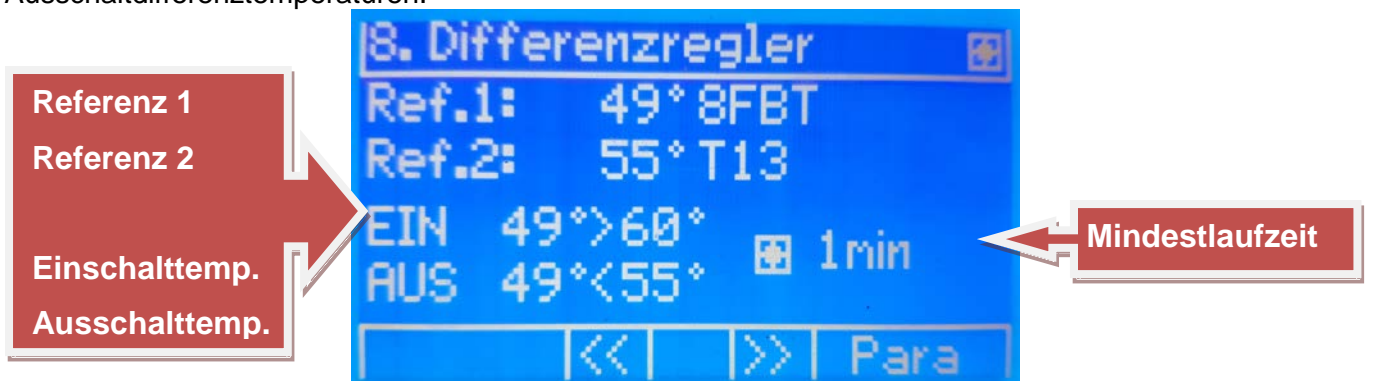 Ausschaltdifferenztemperaturen.
8. Differenzregler
Referenz 1
Ref.1: 49° 8FBT
Referenz 2
Ref.2: 55° T13
EIN 49°>60°
1min
Mindestlaufzeit
Einschalttemp.
AUS 49°<55°
Ausschalttemp.
<< >> Para